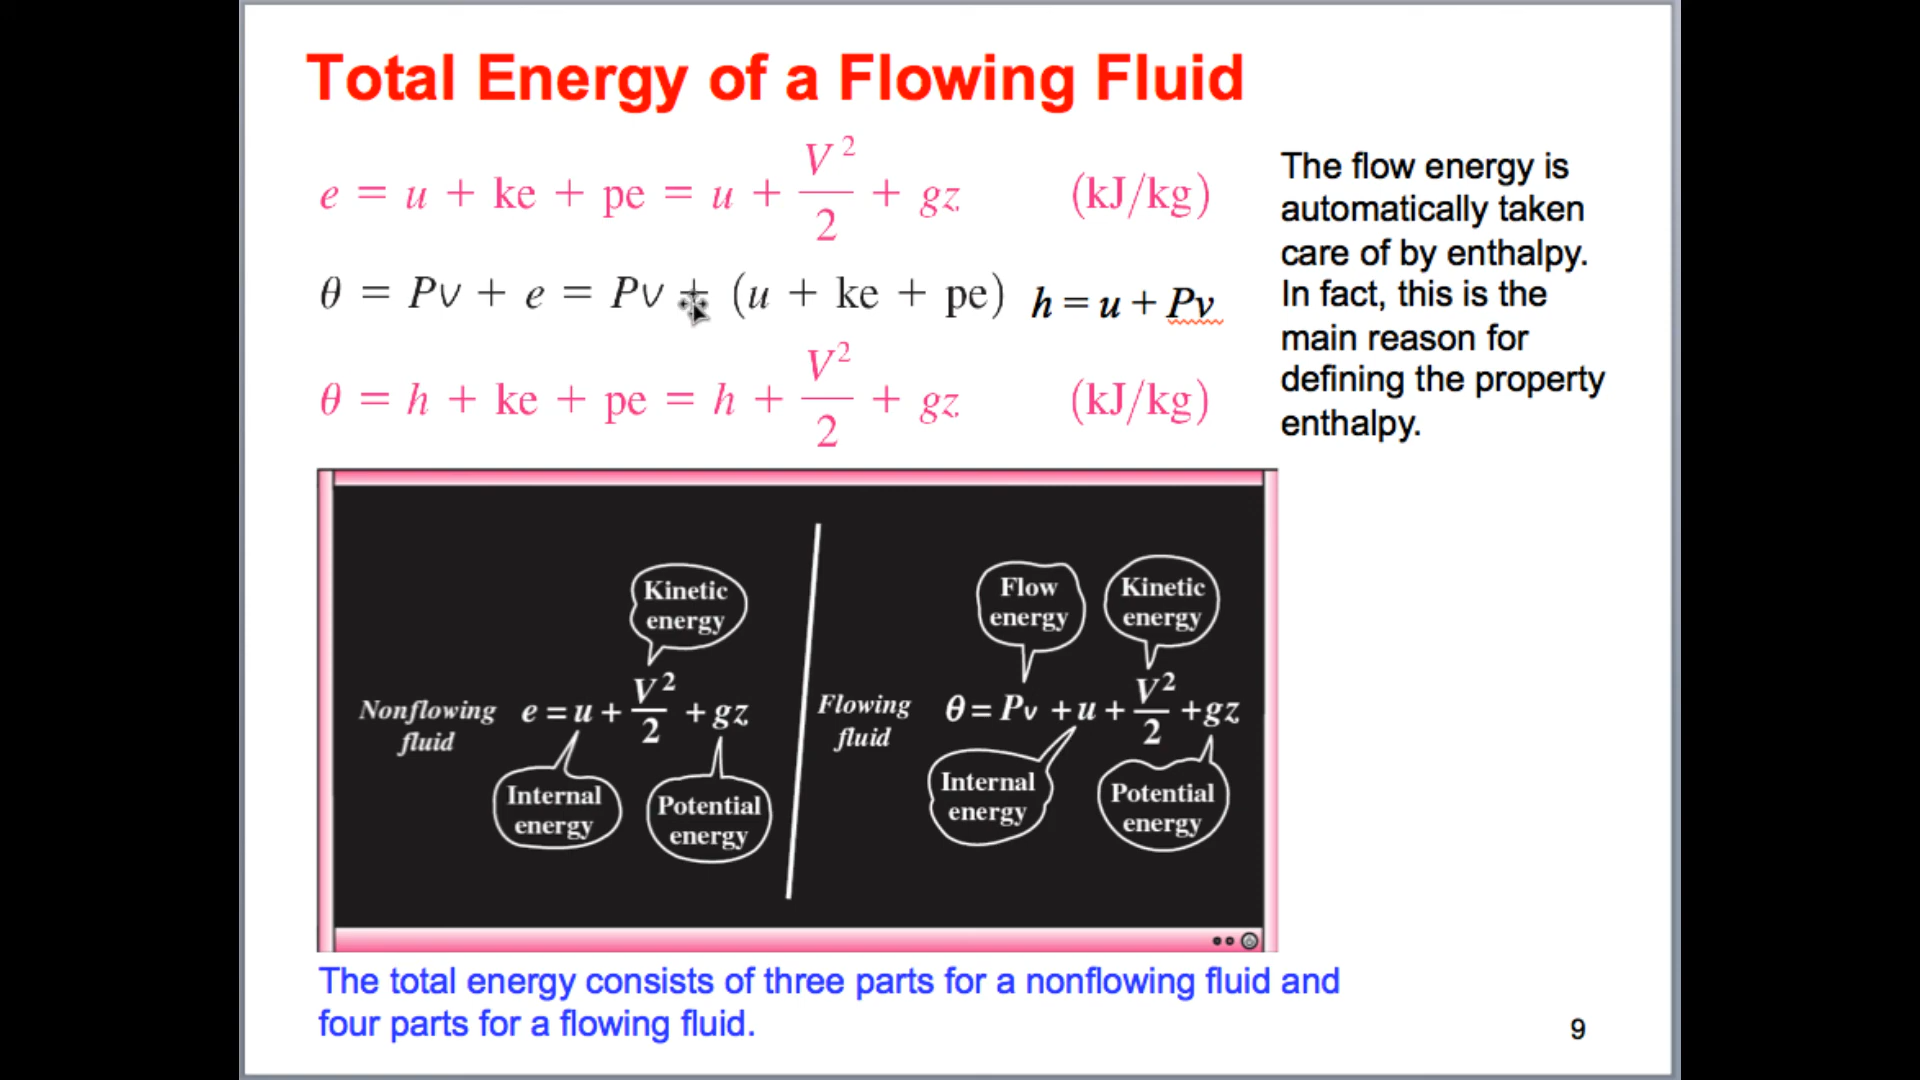 Total Energy of a Flowing Fluid
e = u + ke + pe = u + V²/2 + gz (kJ/kg)
θ = Pv + e = Pv + (u + ke + pe) h = u + Pv
θ = h + ke + pe = h + V²/2 + gz (kJ/kg)
The flow energy is
automatically taken
care of by enthalpy.
In fact, this is the
main reason for
defining the property
enthalpy.
Kinetic
energy
Nonflowing
fluid
e = u + V²/2 + gz
Internal
energy
Potential
energy
Flow
energy
Kinetic
energy
Flowing
fluid
θ = Pv + u + V²/2 + gz
Internal
energy
Potential
energy
The total energy consists of three parts for a nonflowing fluid and
four parts for a flowing fluid.
9